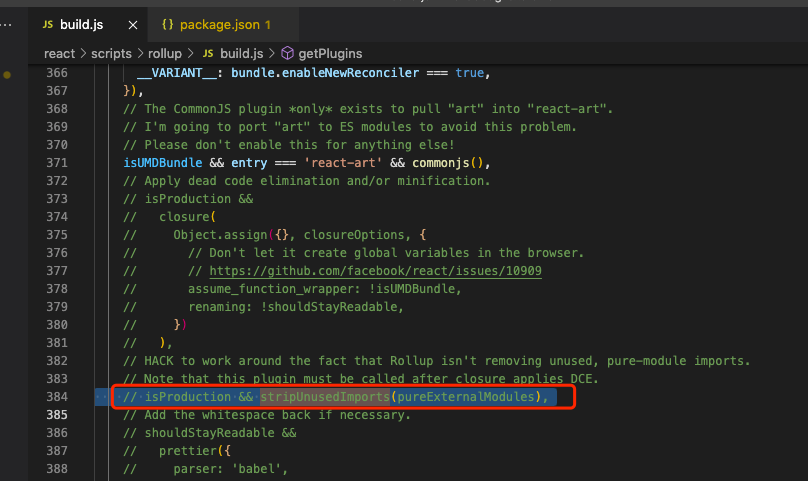 JS build.js ×
{} package.json 1
react > scripts > rollup > JS build.js > getPlugins
366 __VARIANT__: bundle.enableNewReconciler === true,
367 }),
368 // The CommonJS plugin *only* exists to pull "art" into "react-art".
369 // I'm going to port "art" to ES modules to avoid this problem.
370 // Please don't enable this for anything else!
371 isUMDBundle && entry === 'react-art' && commonjs(),
372 // Apply dead code elimination and/or minification.
373 // isProduction &&
374 //   closure(
375 //     Object.assign({}, closureOptions, {
376 //       // Don't let it create global variables in the browser.
377 //       // https://github.com/facebook/react/issues/10909
378 //       assume_function_wrapper: !isUMDBundle,
379 //       renaming: !shouldStayReadable,
380 //     })
381 //   ),
382 // HACK to work around the fact that Rollup isn't removing unused, pure-module imports.
383 // Note that this plugin must be called after closure applies DCE.
384 // isProduction && stripUnusedImports(pureExternalModules),
385 // Add the whitespace back if necessary.
386 // shouldStayReadable &&
387 //   prettier({
388 //     parser: 'babel',